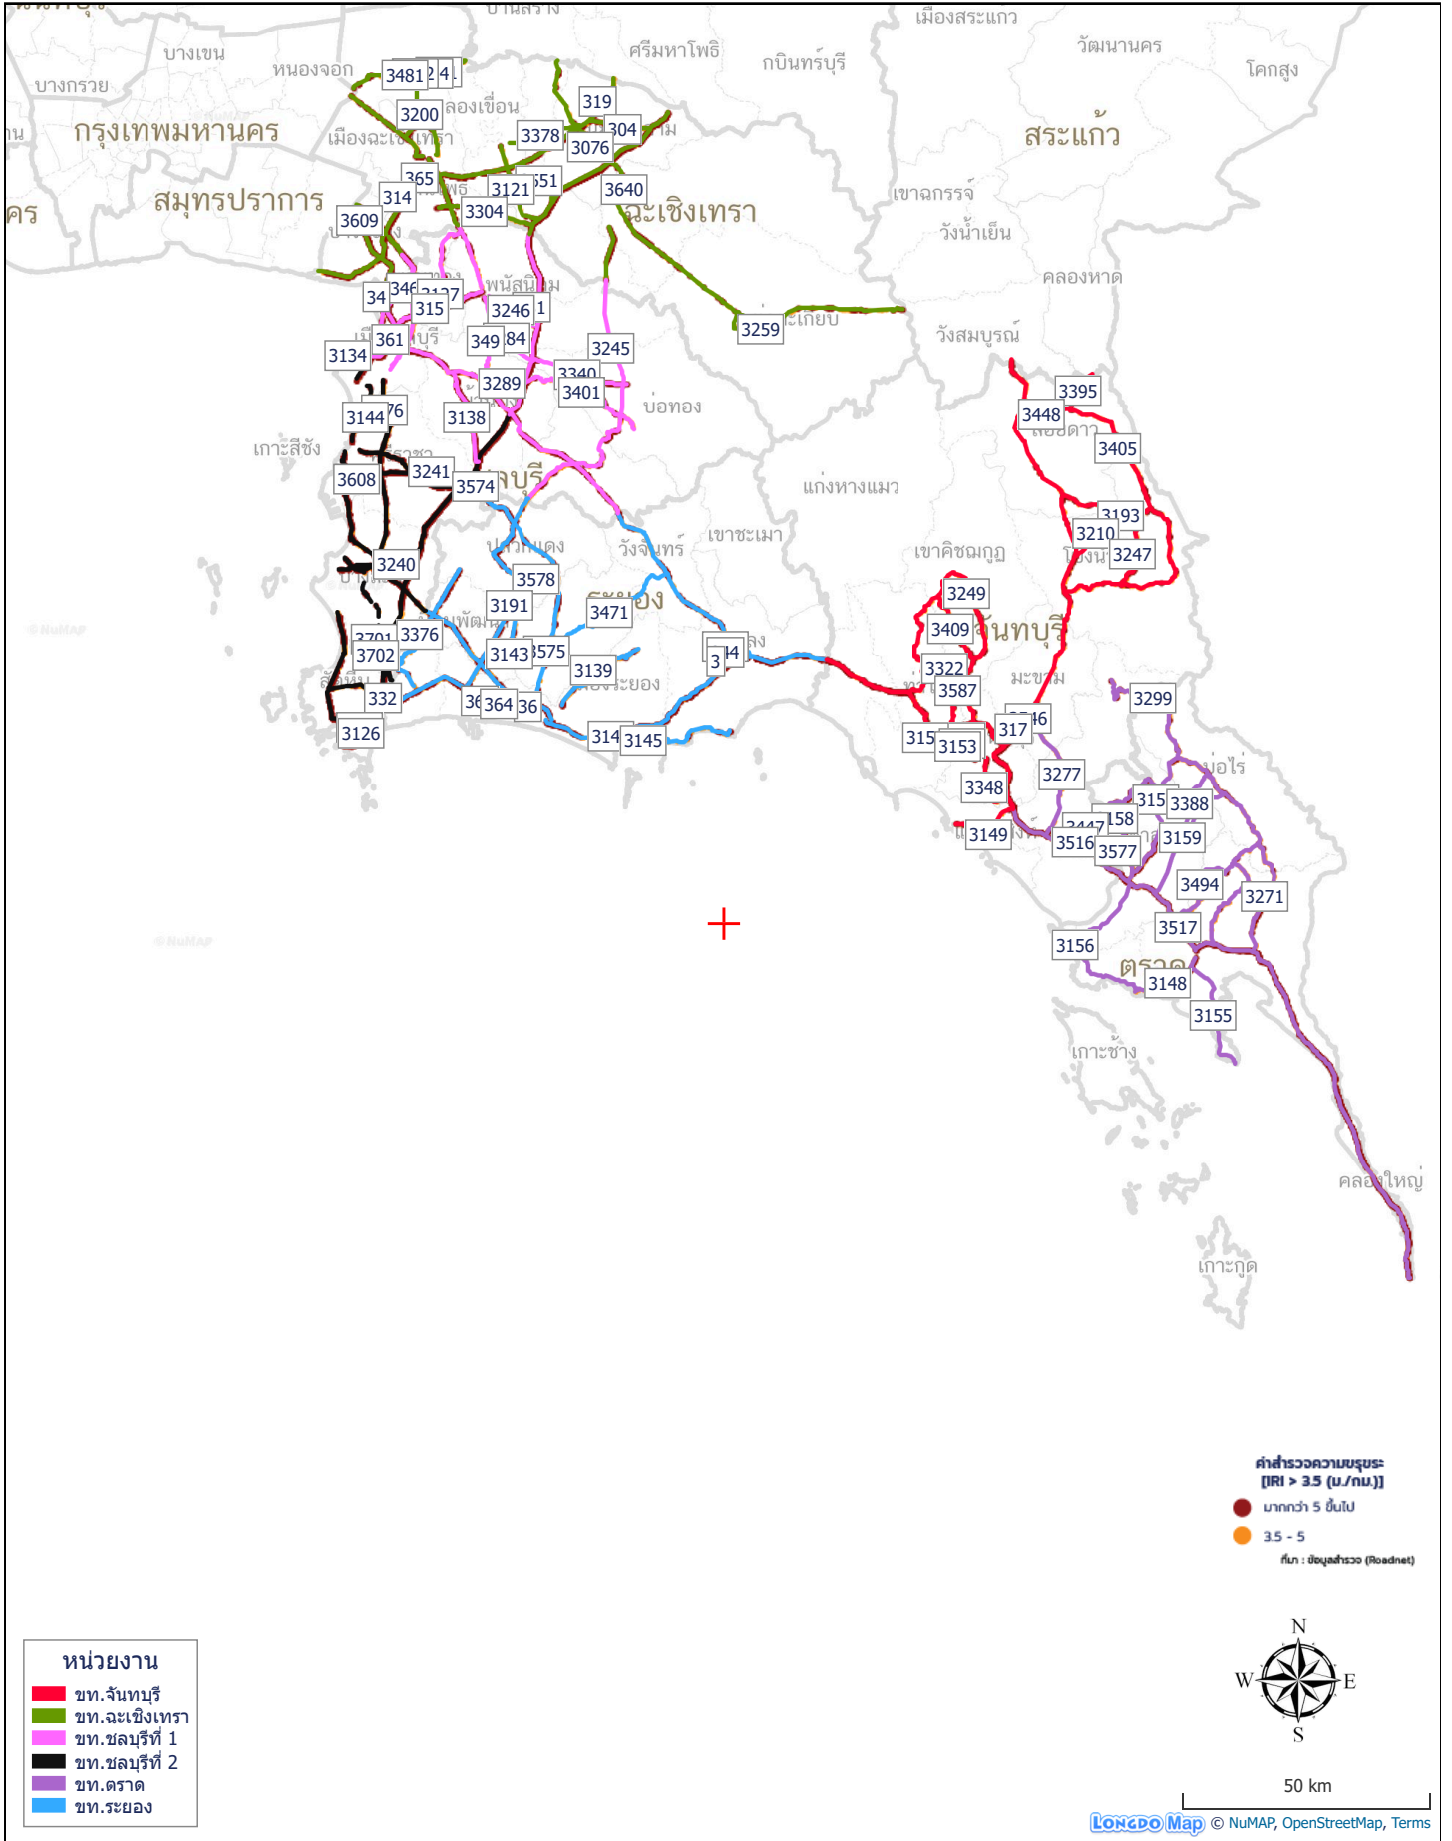 บางเขน
หนองจอก
บางกรวย
กรุงเทพมหานคร
สมุทรปราการ
คร
ศรีมหาโพธิ
กบินทร์บุรี
เมืองสระแก้ว
วัฒนานคร
โคกสูง
สระแก้ว
เขาฉกรรจ์
วังน้ำเย็น
คลองหาด
วังสมบูรณ์
3481
3200
319
304
3378
3076
365
314
3121
3640
3609
3304
ฉะเชิงเทรา
315
3246
349
361
3134
3245
3259
3340
3401
3289
บ่อทอง
3144
3138
เกาะสีชัง
3608
3241
3574
3395
3448
3405
แก่งหางแมว
3193
3210
3247
เขาชะเมา
วังจันทร์
เขาคิชฌกูฏ
3240
3578
3191
3471
3249
3409
3376
3702
3143
3139
3
3322
3587
มะขาม
332
364
36
3126
3145
3299
317
3153
3348
3277
บ่อไร่
3388
3149
3516
3577
3159
3494
3271
3517
3156
ตราด
3148
3155
เกาะช้าง
คลองใหญ่
เกาะกูด
ค่าสำรวจความขรุขระ
[IRI > 3.5 (ม./กม.)]
มากกว่า 5 ขึ้นไป
3.5 - 5
ที่มา : ข้อมูลสำรวจ (Roadnet)
N
W
E
S
หน่วยงาน
ขท.จันทบุรี
ขท.ฉะเชิงเทรา
ขท.ชลบุรีที่ 1
ขท.ชลบุรีที่ 2
ขท.ตราด
ขท.ระยอง
50 km
LONGDO Map © NuMAP, OpenStreetMap, Terms